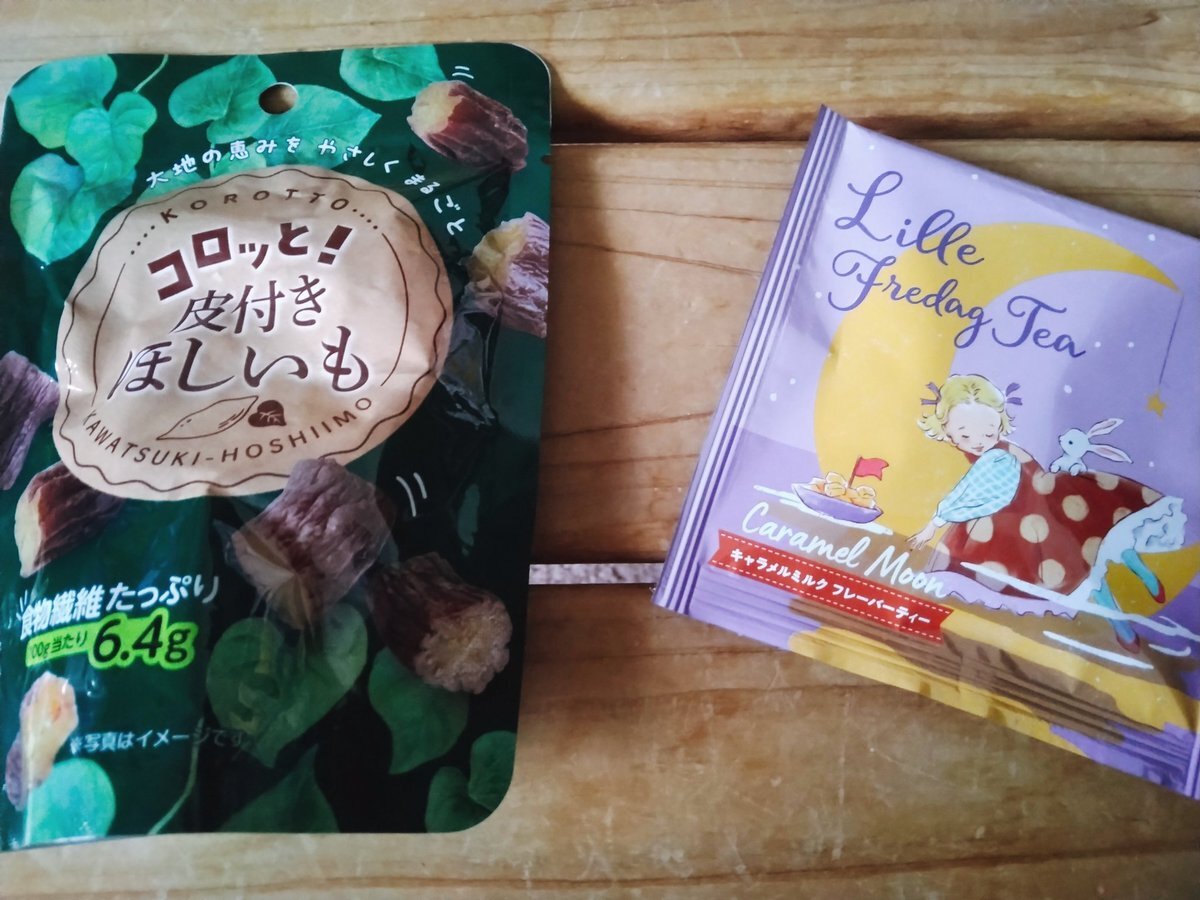 大地の恵みを やさしく まるごと
KOROTTO
コロッと!
皮付き
ほしいも
KAWATSUKI-HOSHIIMO
食物繊維たっぷり
100g当たり 6.4g
※写真はイメージです
Lille
Fredag Tea
Caramel Moon
キャラメルミルク フレーバーティー